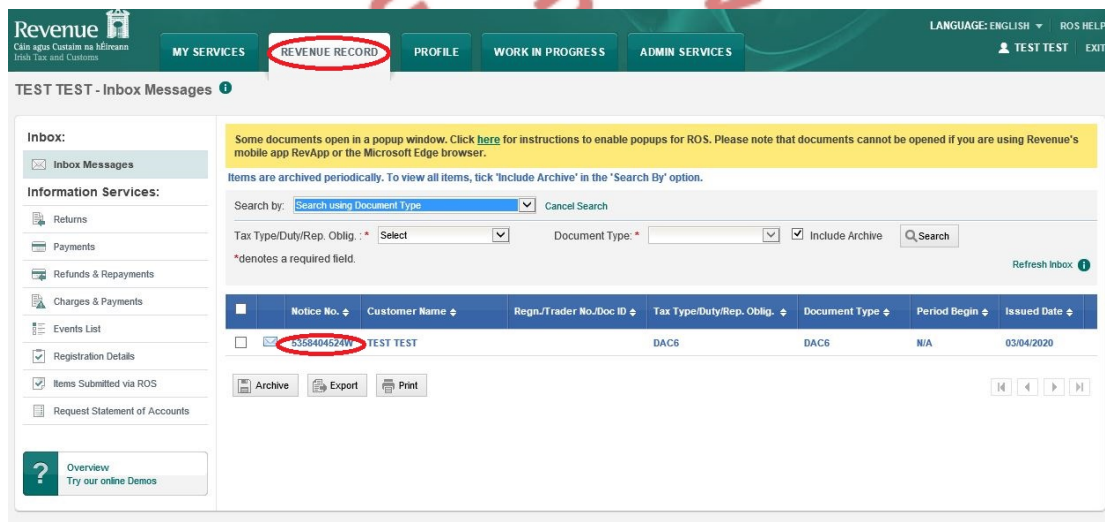 Revenue
Cáin agus Custaim na hÉireann
Irish Tax and Customs
MY SERVICES
REVENUE RECORD
PROFILE
WORK IN PROGRESS
ADMIN SERVICES
LANGUAGE: ENGLISH
ROS HELP
TEST TEST
EXIT
TEST TEST - Inbox Messages
Inbox:
Inbox Messages
Information Services:
Returns
Payments
Refunds & Repayments
Charges & Payments
Events List
Registration Details
Items Submitted via ROS
Request Statement of Accounts
?
Overview
Try our online Demos
Some documents open in a popup window. Click here for instructions to enable popups for ROS. Please note that documents cannot be opened if you are using Revenue's
mobile app RevApp or the Microsoft Edge browser.
Items are archived periodically. To view all items, tick 'Include Archive' in the 'Search By' option.
Search by: Search using Document Type Cancel Search
Tax Type/Duty/Rep. Oblig. : * Select Document Type: * Include Archive Search
*denotes a required field.
Refresh Inbox
Notice No. Customer Name Regn./Trader No./Doc ID Tax Type/Duty/Rep. Oblig. Document Type Period Begin Issued Date
5358404524W TEST TEST DAC6 DAC6 N/A 03/04/2020
Archive Export Print